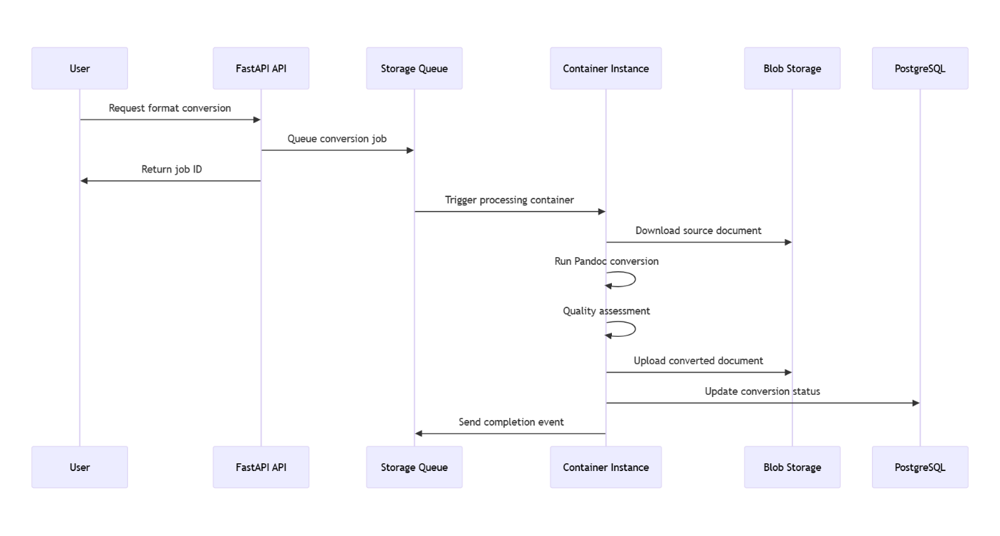 User
FastAPI API
Storage Queue
Container Instance
Blob Storage
PostgreSQL
Request format conversion
Queue conversion job
Return job ID
Trigger processing container
Download source document
Run Pandoc conversion
Quality assessment
Upload converted document
Update conversion status
Send completion event
User
FastAPI API
Storage Queue
Container Instance
Blob Storage
PostgreSQL